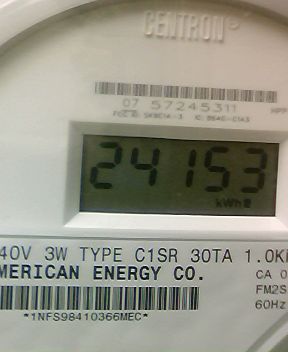 CENTRON®
07 57245311
24153
kWh
40V 3W TYPE C1SR 30TA 1.0K
MERICAN ENERGY CO.
CA 0
FM2S
60Hz
*1NFS98410366MEC*